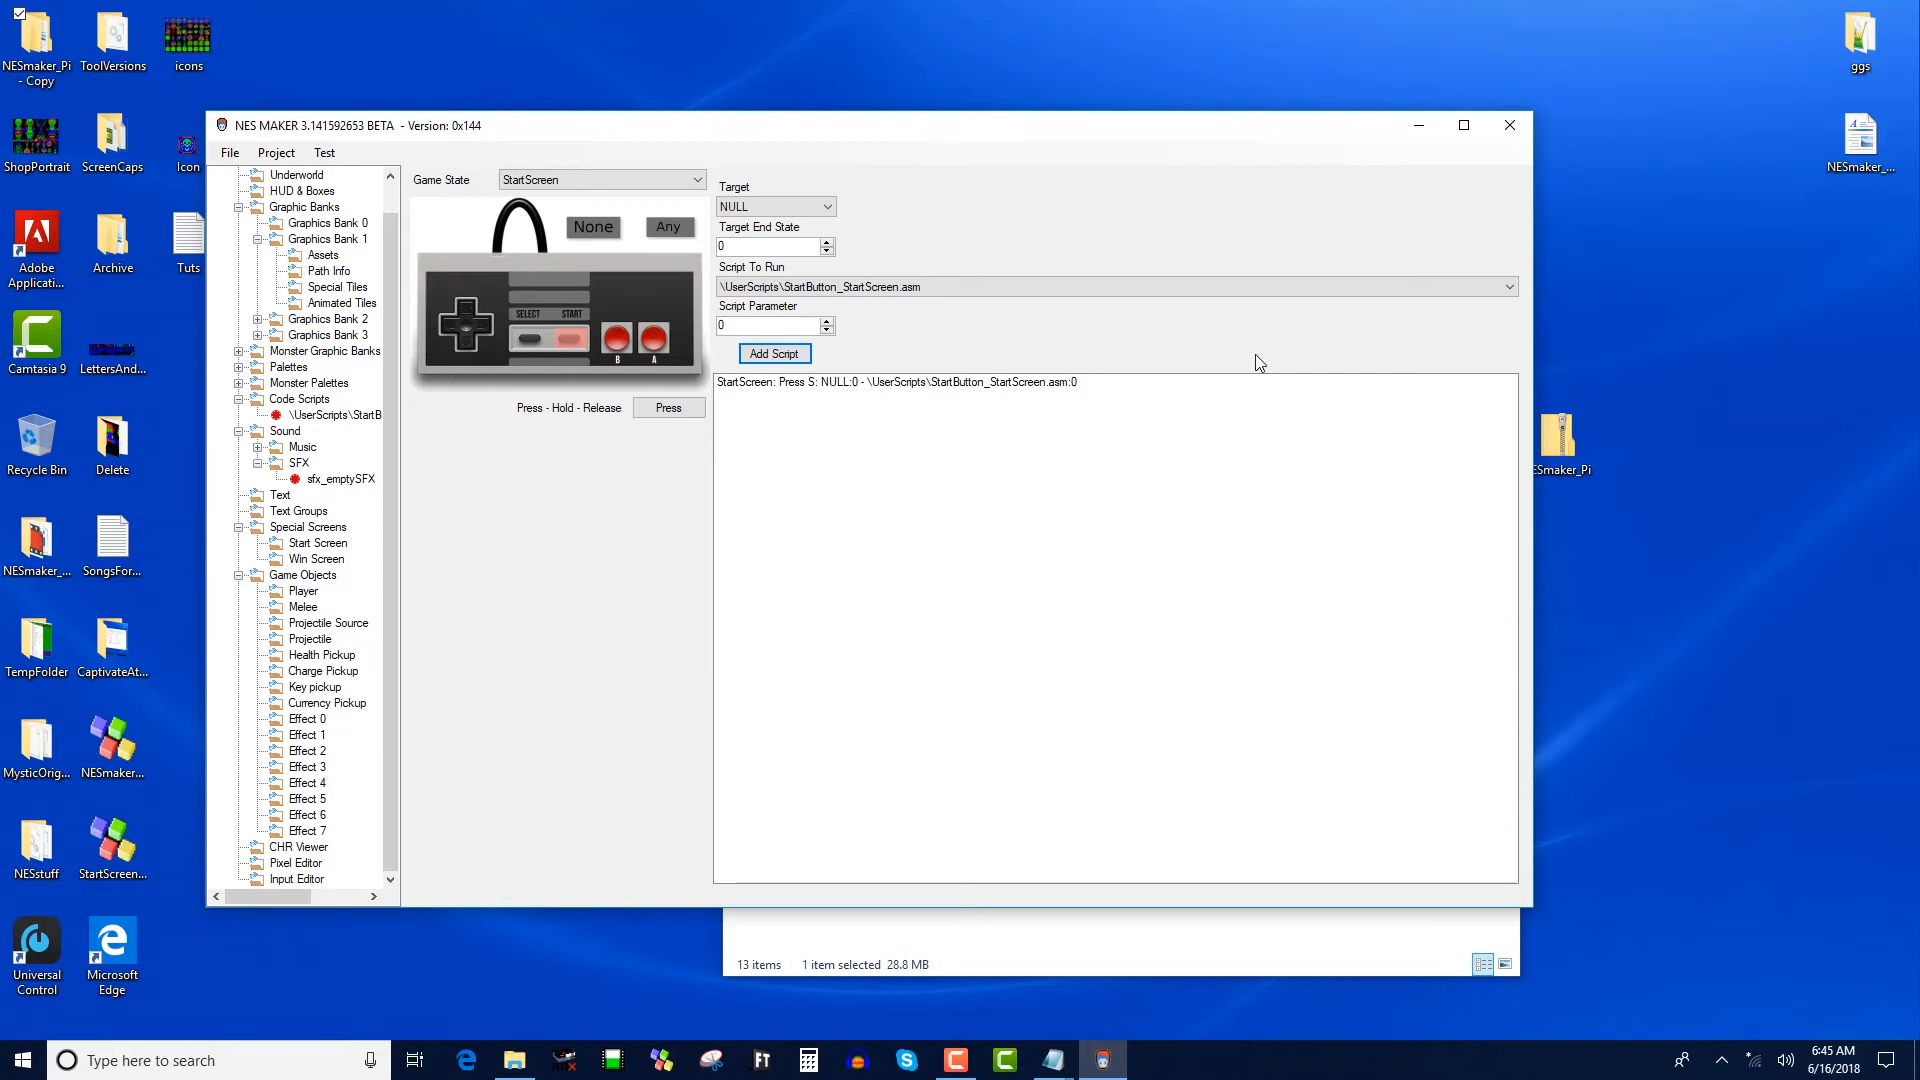 NESmaker_Pi
- Copy
ToolVersions
icons
ggs
ShopPortrait
ScreenCaps
Icon
NESmaker_...
Adobe
Applicati...
Archive
Tuts
Camtasia 9
LettersAnd...
Recycle Bin
Delete
ESmaker_Pi
NESmaker_...
SongsFor...
TempFolder
CaptivateAt...
MysticOrig...
NESmaker...
NESstuff
StartScreen...
Universal
Control
Microsoft
Edge
NES MAKER 3.141592653 BETA - Version: 0x144
File
Project
Test
Underworld
HUD & Boxes
Graphic Banks
Graphics Bank 0
Graphics Bank 1
Assets
Path Info
Special Tiles
Animated Tiles
Graphics Bank 2
Graphics Bank 3
Monster Graphic Banks
Palettes
Monster Palettes
Code Scripts
\UserScripts\StartB
Sound
Music
SFX
sfx_emptySFX
Text
Text Groups
Special Screens
Start Screen
Win Screen
Game Objects
Player
Melee
Projectile Source
Projectile
Health Pickup
Charge Pickup
Key pickup
Currency Pickup
Effect 0
Effect 1
Effect 2
Effect 3
Effect 4
Effect 5
Effect 6
Effect 7
CHR Viewer
Pixel Editor
Input Editor
Game State
StartScreen
None
Any
SELECT
START
B
A
Press - Hold - Release
Press
Target
NULL
Target End State
0
Script To Run
\UserScripts\StartButton_StartScreen.asm
Script Parameter
0
Add Script
StartScreen: Press S: NULL:0 - \UserScripts\StartButton_StartScreen.asm:0
13 items
1 item selected 28.8 MB
Type here to search
FT
6:45 AM
6/16/2018